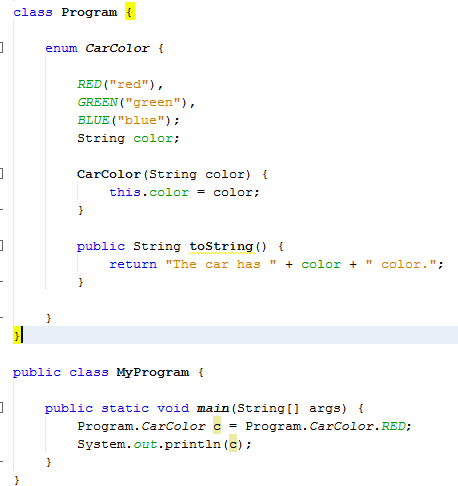 class Program {
enum CarColor {
RED("red"),
GREEN("green"),
BLUE("blue");
String color;
CarColor(String color) {
this.color = color;
}
public String toString() {
return "The car has " + color + " color.";
}
}
}
public class MyProgram {
public static void main(String[] args) {
Program.CarColor c = Program.CarColor.RED;
System.out.println(c);
}
}